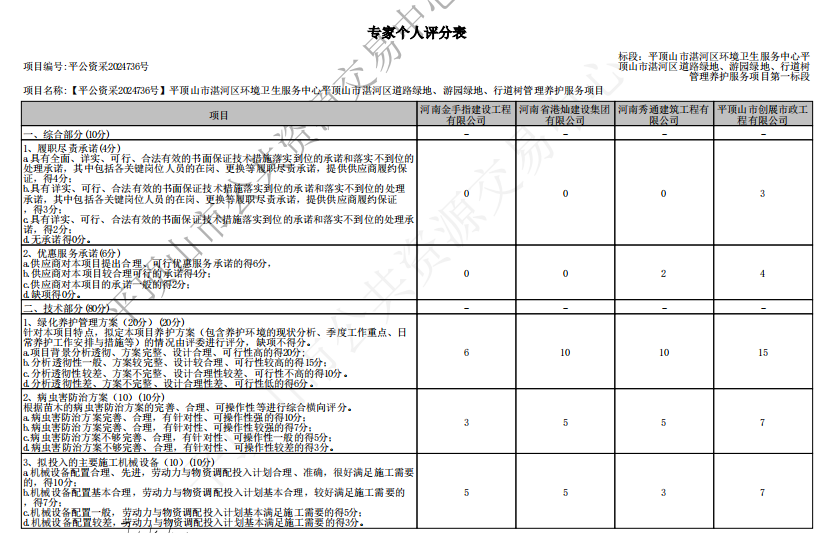 专家个人评分表
标段：平顶山市湛河区环境卫生服务中心平
项目编号:平公资采2024736号
顶山市湛河区道路绿地、游园绿地、行道树
管理养护服务项目第一标段
项目名称:【平公资采2024736号】平顶山市湛河区环境卫生服务中心平顶山市湛河区道路绿地、游园绿地、行道树管理养护服务项目
项目
河南金手指建设工程
有限公司
河南省港灿建设集团
有限公司
河南秀通建筑工程有
限公司
平顶山市创展市政工
程有限公司
一、综合部分(10分)
- - - -
1、履职尽责承诺(4分)
a具有全面、详实、可行、合法有效的书面保证技术措施落实到位的承诺和落实不到位的
处理承诺，其中包括各关键岗位人员的在岗、更换等履职尽责承诺，提供供应商履约保
证，得4分；
b.具有详实、可行、合法有效的书面保证技术措施落实到位的承诺和落实不到位的处理
承诺，其中包括各关键岗位人员的在岗、更换等履职尽责承诺，提供供应商履约保证
，得3分；
c.具有详实、可行、合法有效的书面保证技术措施落实到位的承诺和落实不到位的处理承
诺，得2分；
d.无承诺得0分。
0 0 0 3
2、优惠服务承诺(6分)
a.供应商对本项目提出合理、可行优惠服务承诺的得6分，
b.供应商对本项目较合理可行的承诺得4分；
c.供应商对本项目的承诺一般的得2分；
d.缺项得0分。
0 0 2 4
二、技术部分(80分)
- - - -
1、绿化养护管理方案（20分）(20分)
针对本项目特点，拟定本项目养护方案（包含养护环境的现状分析、季度工作重点、日
常养护工作安排与措施等）的情况由评委进行评分，缺项不得分。
a.项目背景分析透彻、方案完整、设计合理、可行性高的得20分；
b.分析透彻性一般、方案较完整、设计较合理、可行性较高的得15分；
c.分析透彻性较差、方案不完整、设计合理性较差、可行性不高的得10分。
d.分析透彻性差、方案不完整、设计合理性差、可行性低的得6分。
6 10 10 15
2、病虫害防治方案（10）(10分)
根据苗木的病虫害防治方案的完善、合理、可操作性等进行综合横向评分。
a.病虫害防治方案完善、合理，有针对性、可操作性强的得10分；
b.病虫害防治方案完善、合理，有针对性、可操作性较强的得7分；
c.病虫害防治方案不够完善、合理，有针对性、可操作性一般的得5分；
d.病虫害防治方案不够完善、合理，有针对性、可操作性较差的得3分。
3 5 5 7
3、拟投入的主要施工机械设备（10）(10分)
a.机械设备配置合理、先进，劳动力与物资调配投入计划合理、准确，很好满足施工需要
的，得10分；
b.机械设备配置基本合理，劳动力与物资调配投入计划基本合理，较好满足施工需要的
，得7分；
c.机械设备配置一般，劳动力与物资调配投入计划基本满足施工需要的得5分；
d.机械设备配置较差，劳动力与物资调配投入计划基本满足施工需要的得3分。
5 5 3 7
平顶山市公共资源交易中心